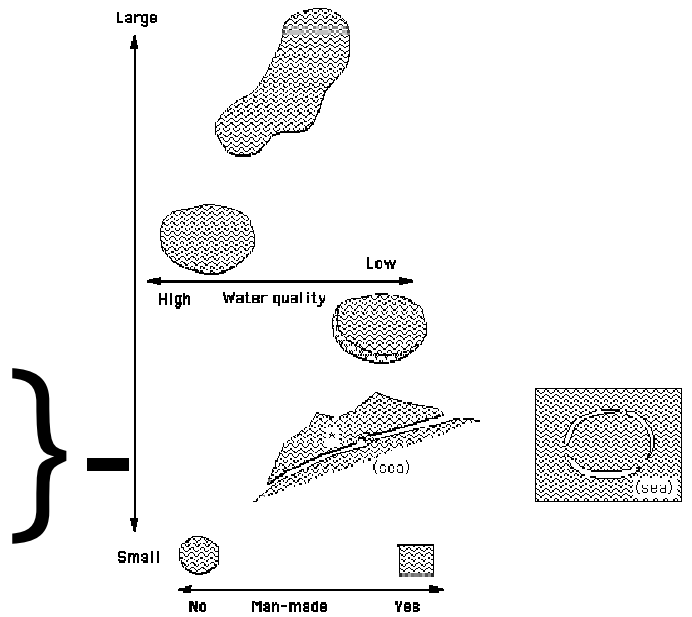 Large
Low
High Water quality
(sea)
(sea)
Small
No Man-made Yes